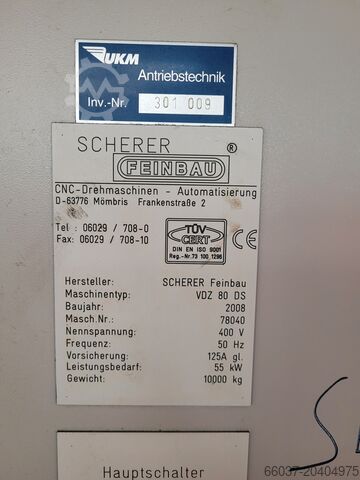 UKM
Antriebstechnik
Inv.-Nr. 301 009
SCHERER ®
FEINBAU
CNC-Drehmaschinen - Automatisierung
D-63776 Mömbris Frankenstraße 2
Tel : 06029 / 708-0
Fax: 06029 / 708-10
TÜV
CERT
DIN EN ISO 9001
Reg.-Nr.73 100 1296
CE
Hersteller: SCHERER Feinbau
Maschinentyp: VDZ 80 DS
Baujahr: 2008
Masch.Nr.: 78040
Nennspannung: 400 V
Frequenz: 50 Hz
Vorsicherung: 125A gl.
Leistungsbedarf: 55 kW
Gewicht: 10000 kg
Hauptschalter
66037-20404975